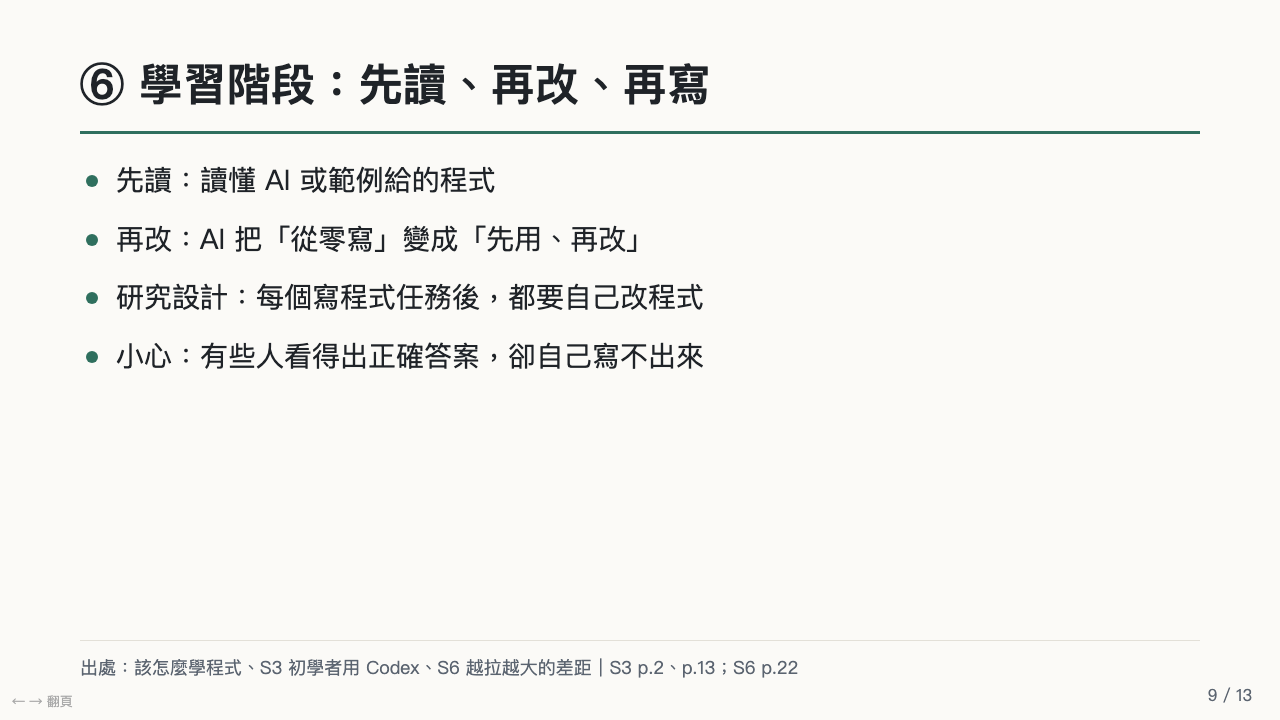 ⑥ 學習階段：先讀、再改、再寫
先讀：讀懂 AI 或範例給的程式
再改：AI 把「從零寫」變成「先用、再改」
研究設計：每個寫程式任務後，都要自己改程式
小心：有些人看得出正確答案，卻自己寫不出來
出處：該怎麼學程式、S3 初學者用 Codex、S6 越拉越大的差距｜S3 p.2、p.13；S6 p.22
← → 翻頁
9 / 13